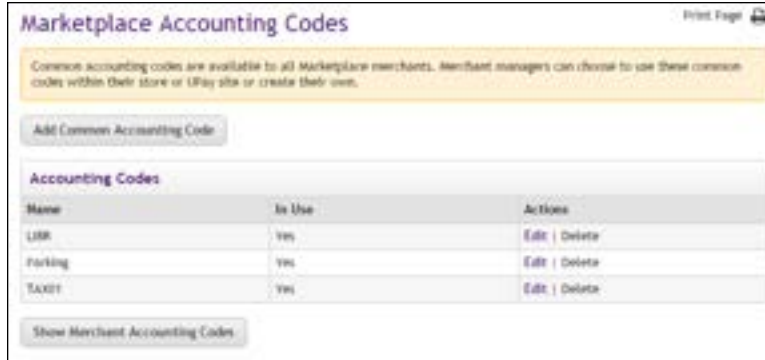 Marketplace Accounting Codes
Print Page
Common accounting codes are available to all Marketplace merchants. Merchant managers can choose to use these common
codes within their store or UPay site or create their own.
Add Common Accounting Code
Accounting Codes
Name In Use Actions
Yes Edit | Delete
Parking Yes Edit | Delete
Yes Edit | Delete
Show Merchant Accounting Codes